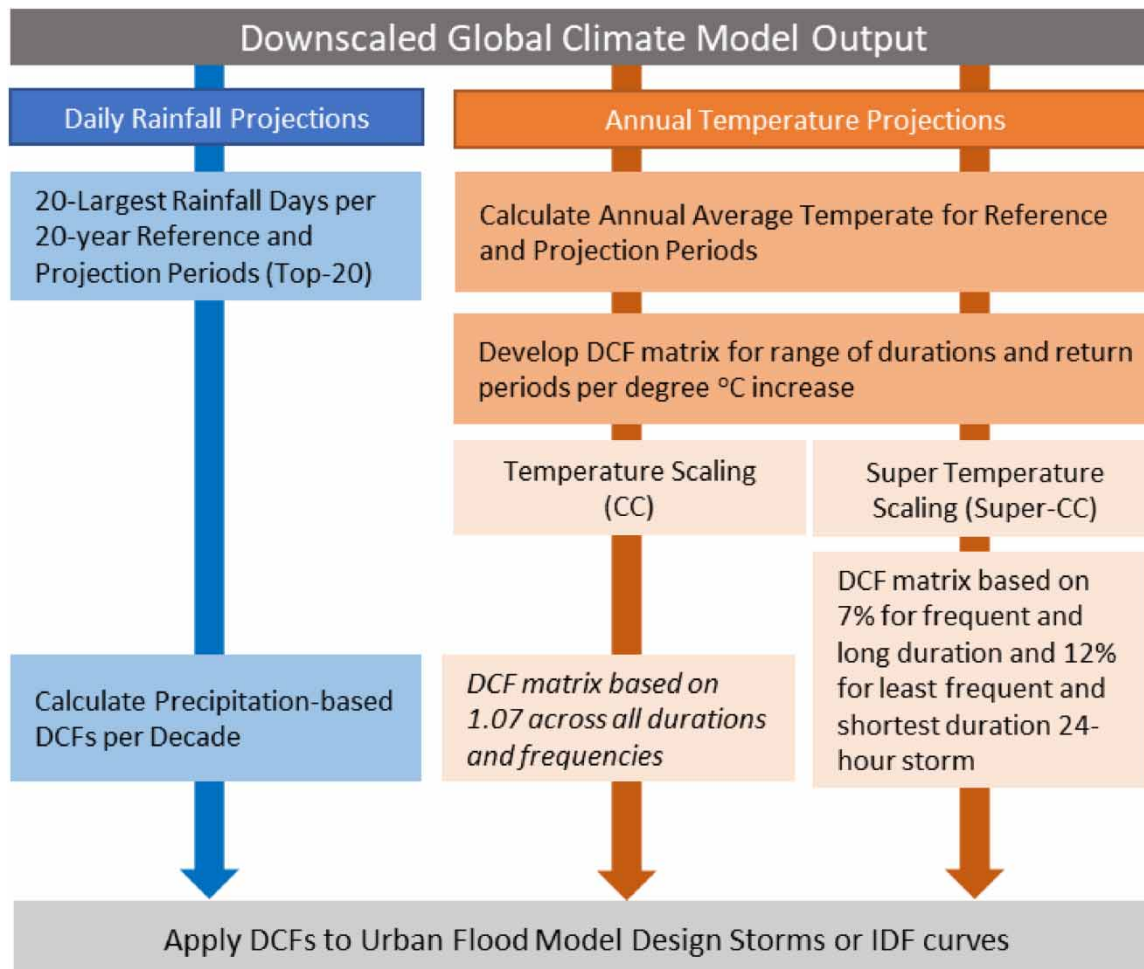 Downscaled Global Climate Model Output
Daily Rainfall Projections
20-Largest Rainfall Days per
20-year Reference and
Projection Periods (Top-20)
Calculate Precipitation-based
DCFs per Decade
Annual Temperature Projections
Calculate Annual Average Temperate for Reference
and Projection Periods
Develop DCF matrix for range of durations and return
periods per degree °C increase
Temperature Scaling
(CC)
DCF matrix based on
1.07 across all durations
and frequencies
Super Temperature
Scaling (Super-CC)
DCF matrix based on
7% for frequent and
long duration and 12%
for least frequent and
shortest duration 24-
hour storm
Apply DCFs to Urban Flood Model Design Storms or IDF curves